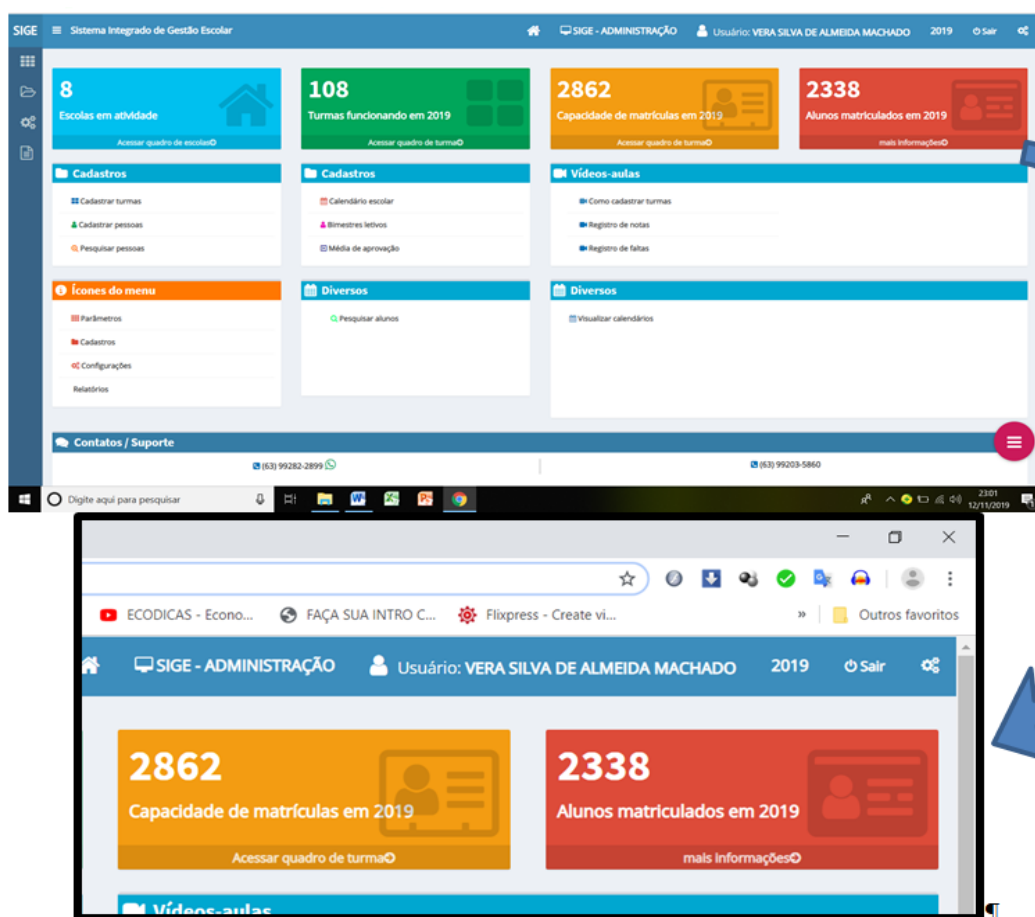 SIGE Sistema Integrado de Gestão Escolar SIGE - ADMINISTRAÇÃO Usuário: VERA SILVA DE ALMEIDA MACHADO 2019 Sair
8
Escolas em atividade
Acessar quadro de escolas
108
Turmas funcionando em 2019
Acessar quadro de turma
2862
Capacidade de matrículas em 2019
Acessar quadro de turma
2338
Alunos matriculados em 2019
mais informações
Cadastros
Cadastrar turmas
Cadastrar pessoas
Pesquisar pessoas
Cadastros
Calendário escolar
Bimestres letivos
Média de aprovação
Vídeos-aulas
Como cadastrar turmas
Registro de notas
Registro de faltas
Ícones do menu
Parâmetros
Cadastros
Configurações
Relatórios
Diversos
Pesquisar alunos
Diversos
Visualizar calendários
Contatos / Suporte
(63) 99282-2899 (63) 99203-5860
Digite aqui para pesquisar 23:01
12/11/2019
ECODICAS - Econo... FAÇA SUA INTRO C... Flixpress - Create vi... » Outros favoritos
SIGE - ADMINISTRAÇÃO Usuário: VERA SILVA DE ALMEIDA MACHADO 2019 Sair
2862
Capacidade de matrículas em 2019
Acessar quadro de turma
2338
Alunos matriculados em 2019
mais informações
Vídeos-aulas
¶